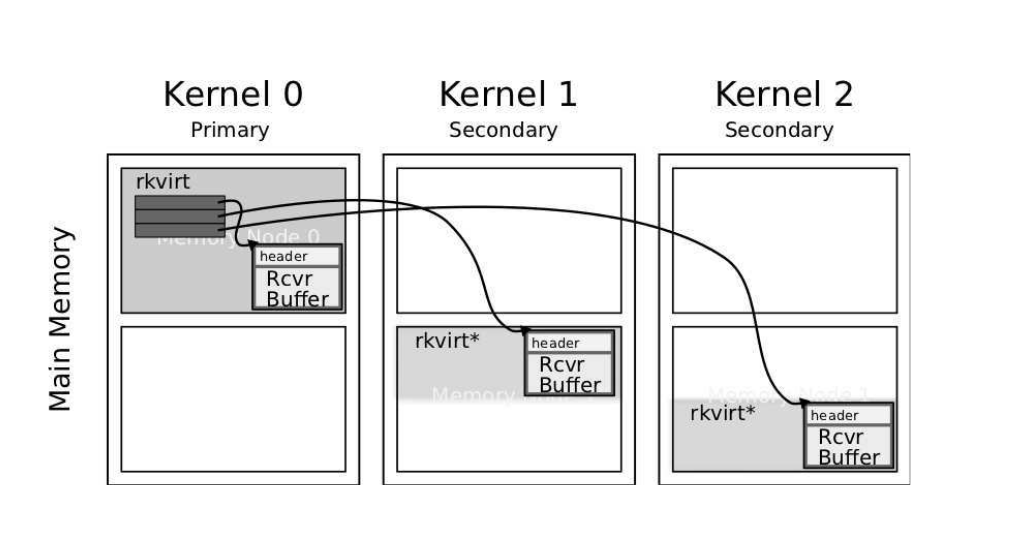 Kernel 0
Primary
Kernel 1
Secondary
Kernel 2
Secondary
Main Memory
rkvirt
Memory Node 0
header
Rcvr
Buffer
rkvirt*
Memory
header
Rcvr
Buffer
Memory Node 1
rkvirt*
header
Rcvr
Buffer